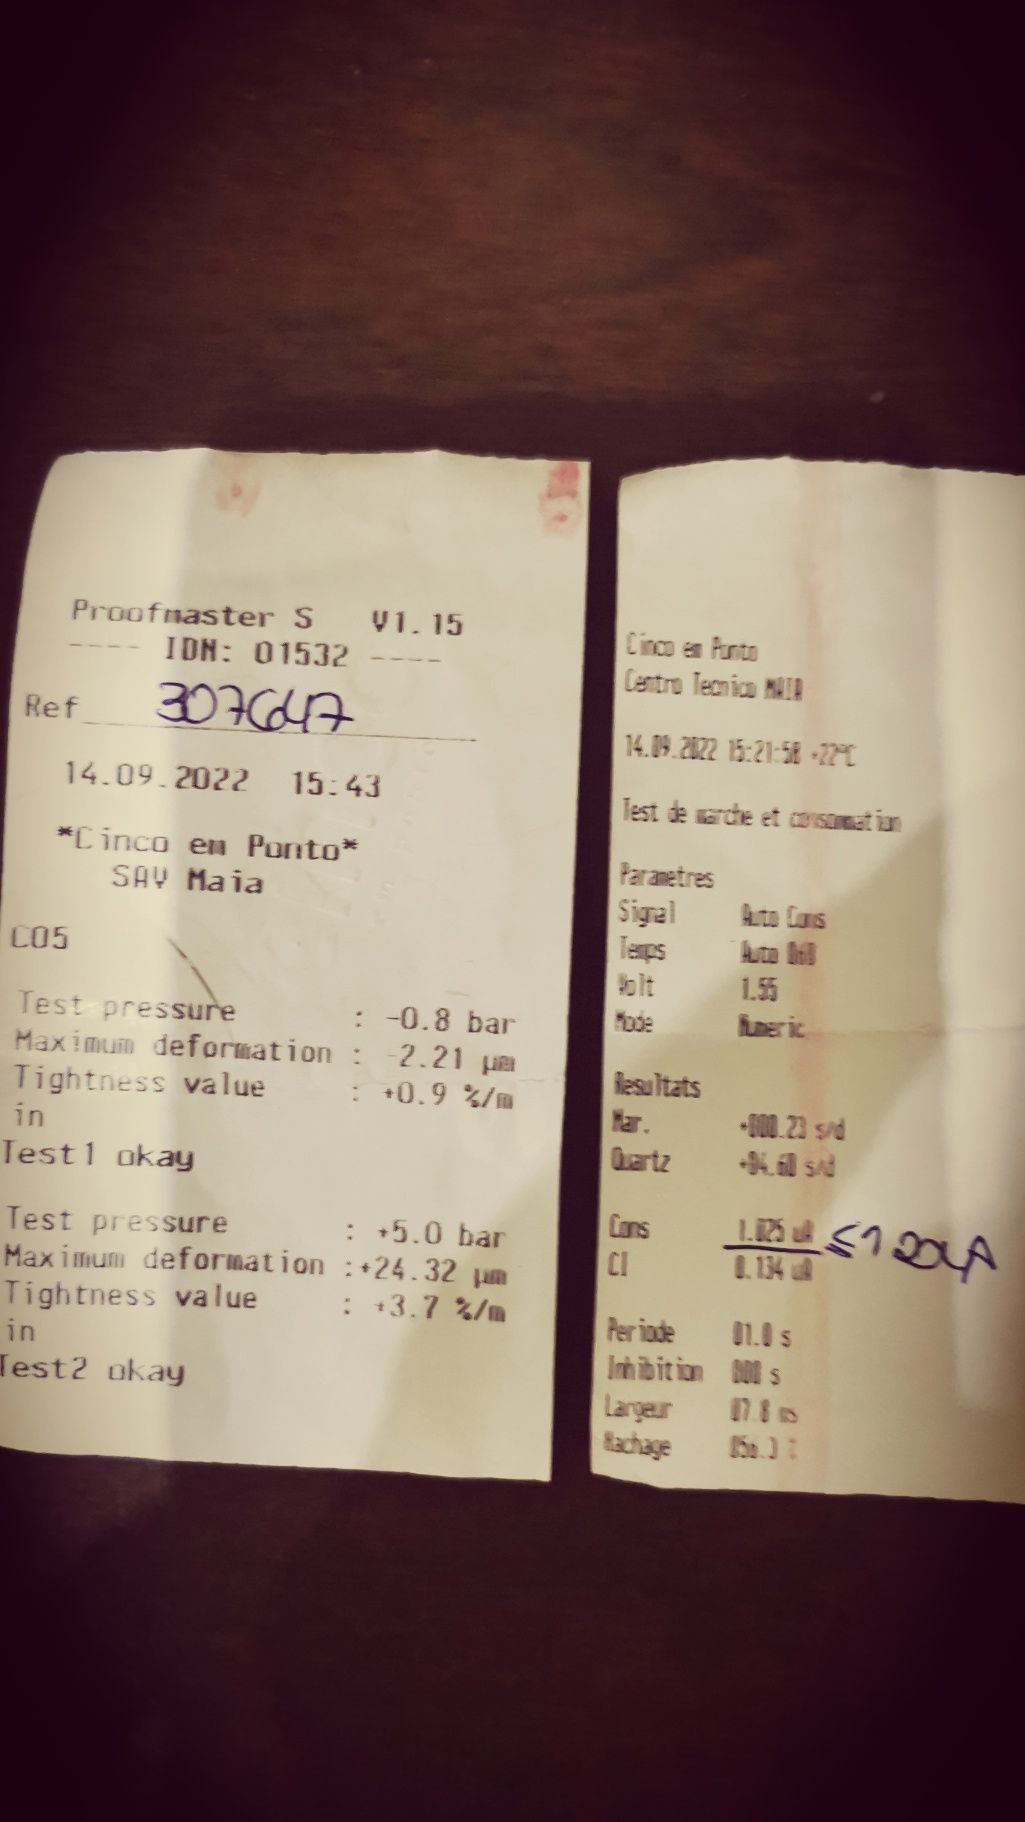 Proofmaster S V1.15
---- IDN: 01532 ----
Ref 307647
14.09.2022 15:43
*Cinco em Ponto*
SAV Maia
C05
Test pressure : -0.8 bar
Maximum deformation : -2.21 µm
Tightness value : +0.9 %/m
in
Test1 okay
Test pressure : +5.0 bar
Maximum deformation :+24.32 µm
Tightness value : +3.7 %/m
in
Test2 okay
Cinco em Ponto
Centro Tecnico MAIA
14.09.2022 15:21:58 +22°C
Test de marche et consommation
Parametres
Signal Auto Cons
Temps Auto 060
Volt 1.55
Mode Numeric
Resultats
Mar. +000.23 s/d
Quartz +04.60 s/d
Cons 1.025 uA ≤1 20µA
CI 0.134 uA
Periode 01.0 s
Inhibition 000 s
Largeur 07.8 ms
Hachage